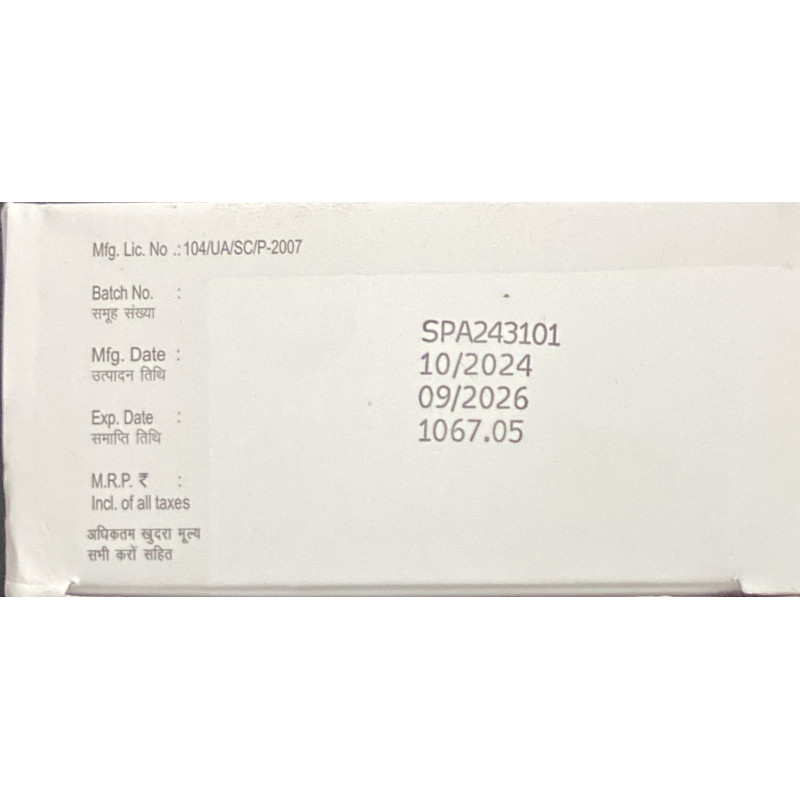 Mfg. Lic. No .: 104/UA/SC/P-2007
Batch No. :
समूह संख्या
SPA243101
Mfg. Date :
उत्पादन तिथि
10/2024
Exp. Date :
समाप्ति तिथि
09/2026
M.R.P. ₹ :
Incl. of all taxes
1067.05
अधिकतम खुदरा मूल्य
सभी करों सहित